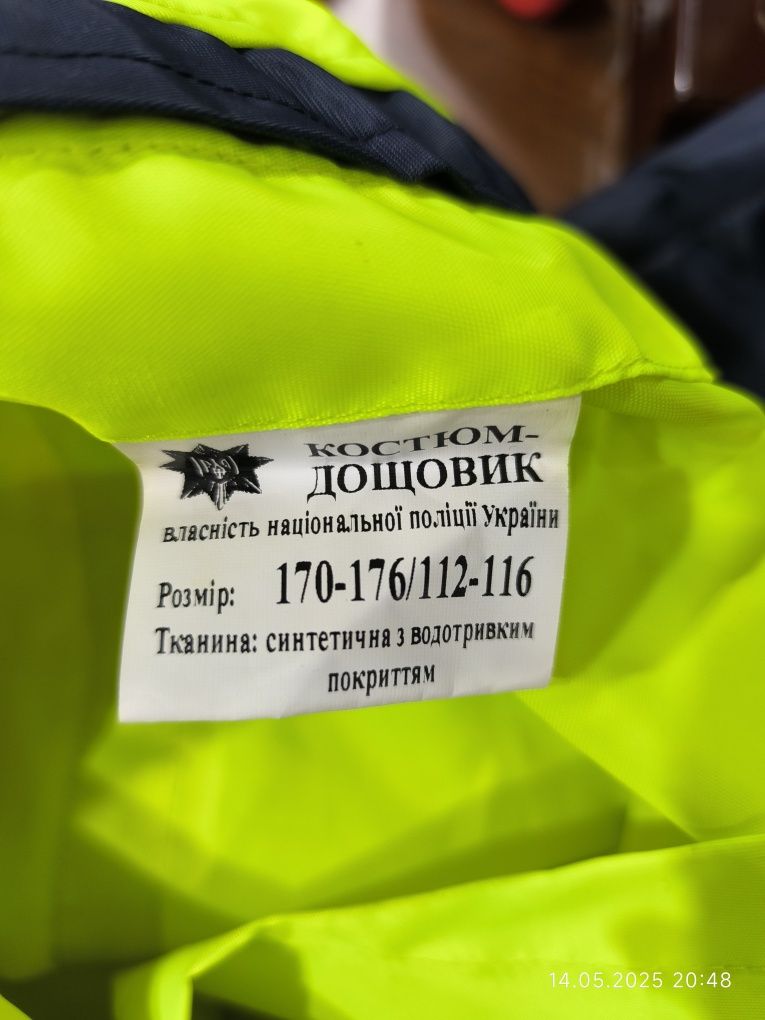 КОСТЮМ-
ДОЩОВИК
власність національної поліції України
Розмір: 170-176/112-116
Тканина: синтетична з водотривким
покриттям
14.05.2025 20:48